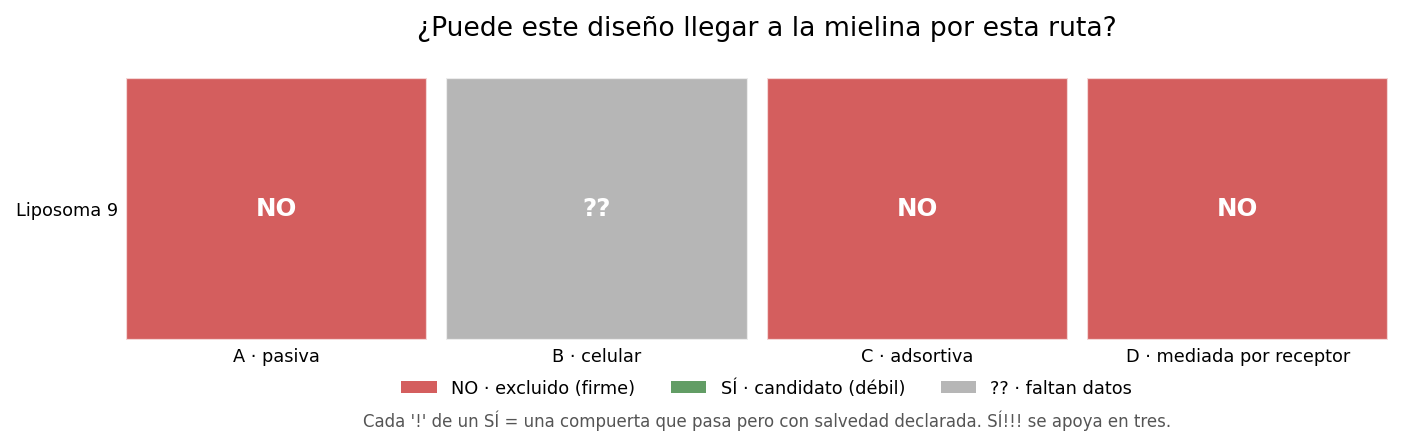 ¿Puede este diseño llegar a la mielina por esta ruta?
Liposoma 9
NO
??
NO
NO
A · pasiva
B · celular
C · adsortiva
D · mediada por receptor
NO · excluido (firme)
SÍ · candidato (débil)
?? · faltan datos
Cada '!' de un SÍ = una compuerta que pasa pero con salvedad declarada. SÍ!!! se apoya en tres.